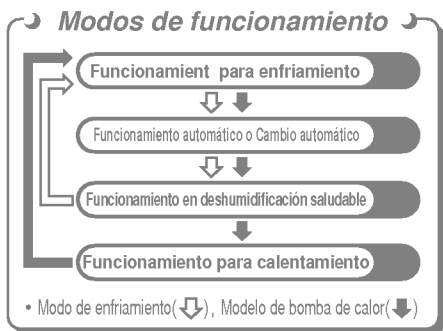 Modos de funcionamiento
Funcionamient para enfriamiento
Funcionamiento automático o Cambio automático
Funcionamiento en deshumidificación saludable
Funcionamiento para calentamiento
• Modo de enfriamiento( ), Modelo de bomba de calor( )